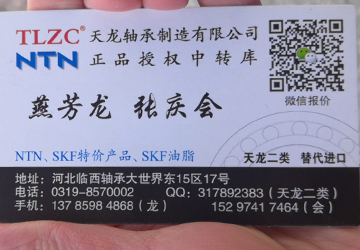 TLZC® 天龙轴承制造有限公司
NTN 正品授权中转库
微信报价
燕芳龙 张庆会
NTN、SKF特价产品、SKF油脂
天龙二类 替代进口
地址：河北临西轴承大世界东15区17号
电话：0319-8570002 QQ：317892383（天龙二类）
手机：137 8598 4868（龙） 152 9741 7464（会）